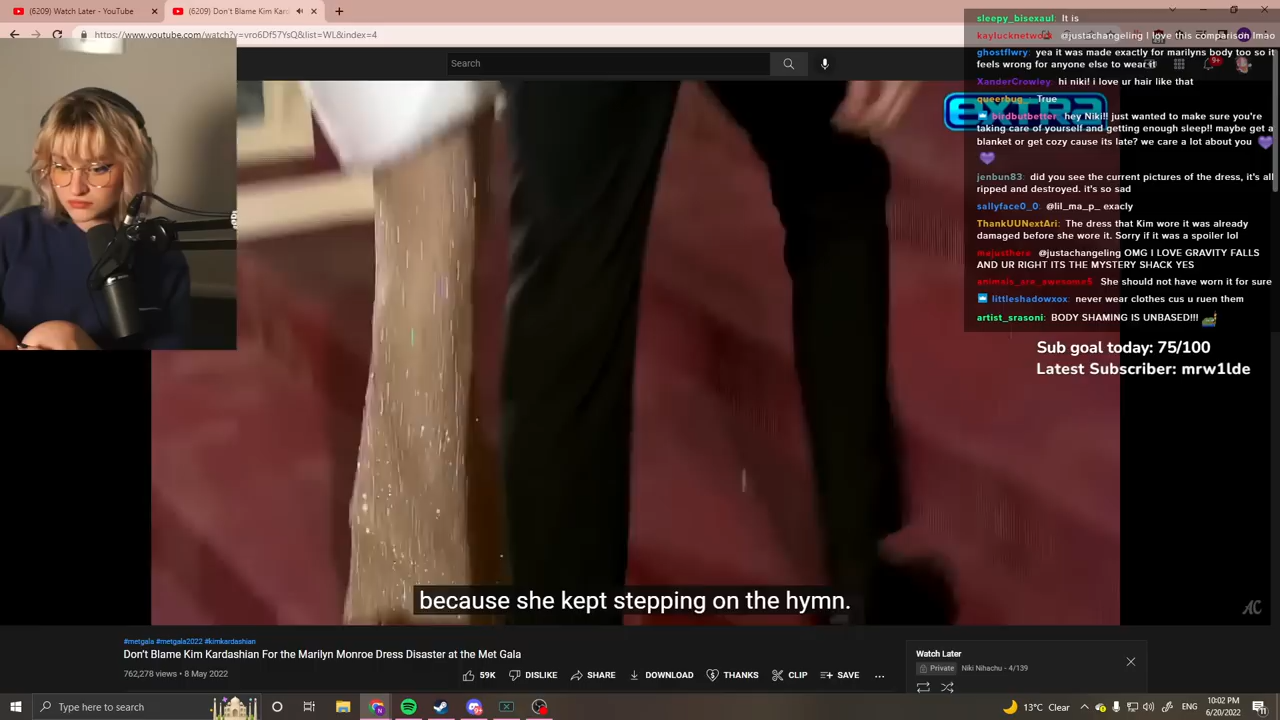 (6209) Watch Later - YouTube
(6209) Don't Blame Kim Kar
https://www.youtube.com/watch?v=vro6Df57YsQ&list=WL&index=4
Search
9+
sleepy_bisexaul: It is
@justachangeling I love this comparison lmao
ghostflwry: yea it was made exactly for marilyns body too so it
feels wrong for anyone else to wear it
XanderCrowley: hi niki! i love ur hair like that
queerbug_: True
extra
birdbutbetter: hey Niki!! just wanted to make sure you're
taking care of yourself and getting enough sleep!! maybe get a
blanket or get cozy cause its late? we care a lot about you
jenbun83: did you see the current pictures of the dress, it's all
ripped and destroyed. it's so sad
sallyface0_0: @lil_ma_p_ exacly
ThankUUNextAri: The dress that Kim wore it was already
damaged before she wore it. Sorry if it was a spoiler lol
majusthorx: @justachangeling OMG I LOVE GRAVITY FALLS
AND UR RIGHT ITS THE MYSTERY SHACK YES
animals_are_awesome6: She should not have worn it for sure
littleshadowxox: never wear clothes cus u ruen them
artist_srasoni: BODY SHAMING IS UNBASED!!!
Sub goal today: 75/100
Latest Subscriber: mrw1lde
because she kept stepping on the hymn.
AC
#metgala #metgala2022 #kimkardashian
Don't Blame Kim Kardashian For the Marilyn Monroe Dress Disaster at the Met Gala
762,278 views • 8 May 2022
59K DISLIKE SHARE DOWNLOAD THANKS CLIP SAVE
Watch Later
Private Niki Nihachu - 4/139
Type here to search
13°C Clear
10:02 PM
6/20/2022